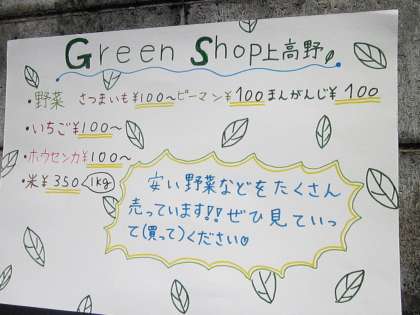 Green Shop上高野
・野菜 さつまいも¥100〜ピーマン¥100まんがんじ¥100
・いちご¥100〜
・ホウセンカ¥100〜
・米¥350 1kg
安い野菜などをたくさん
売っています!!ぜひ見ていっ
て(買って)ください